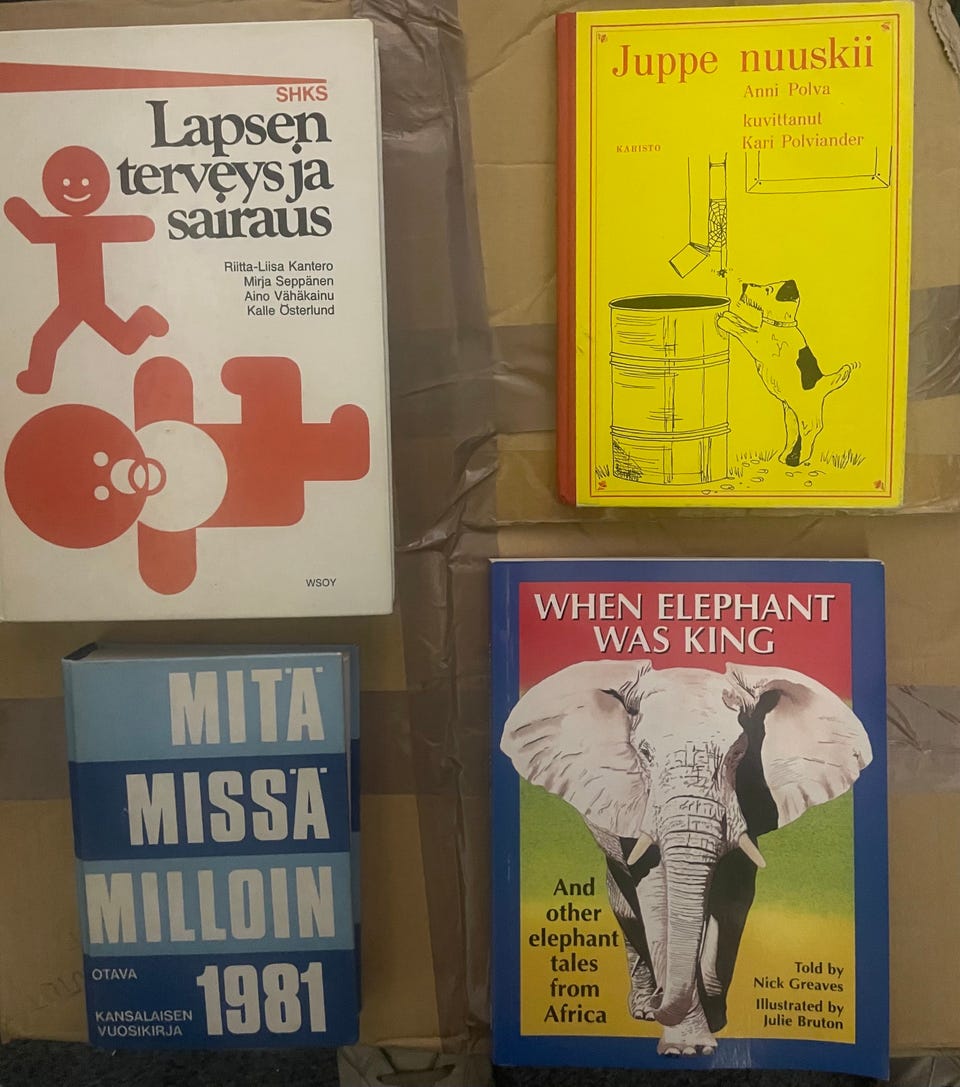 SHKS
Lapsen
terveys ja
sairaus
Riitta-Liisa Kantero
Mirja Seppänen
Aino Vähäkainu
Kalle Österlund
WSOY
Juppe nuuskii
Anni Polva
kuvittanut
Kari Polviander
KARISTO
MITÄ
MISSÄ
MILLOIN
OTAVA
1981
KANSALAISEN
VUOSIKIRJA
WHEN ELEPHANT
WAS KING
And
other
elephant
tales
from
Africa
Told by
Nick Greaves
Illustrated by
Julie Bruton